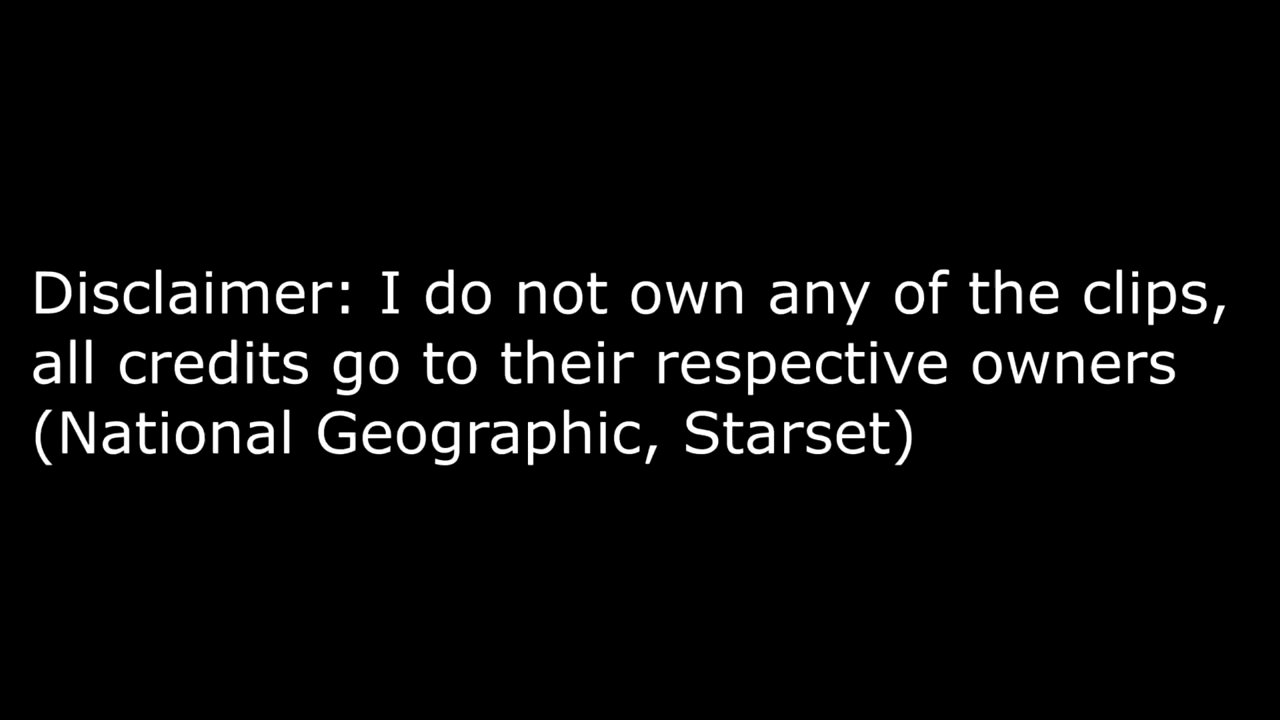 Disclaimer: I do not own any of the clips,
all credits go to their respective owners
(National Geographic, Starset)